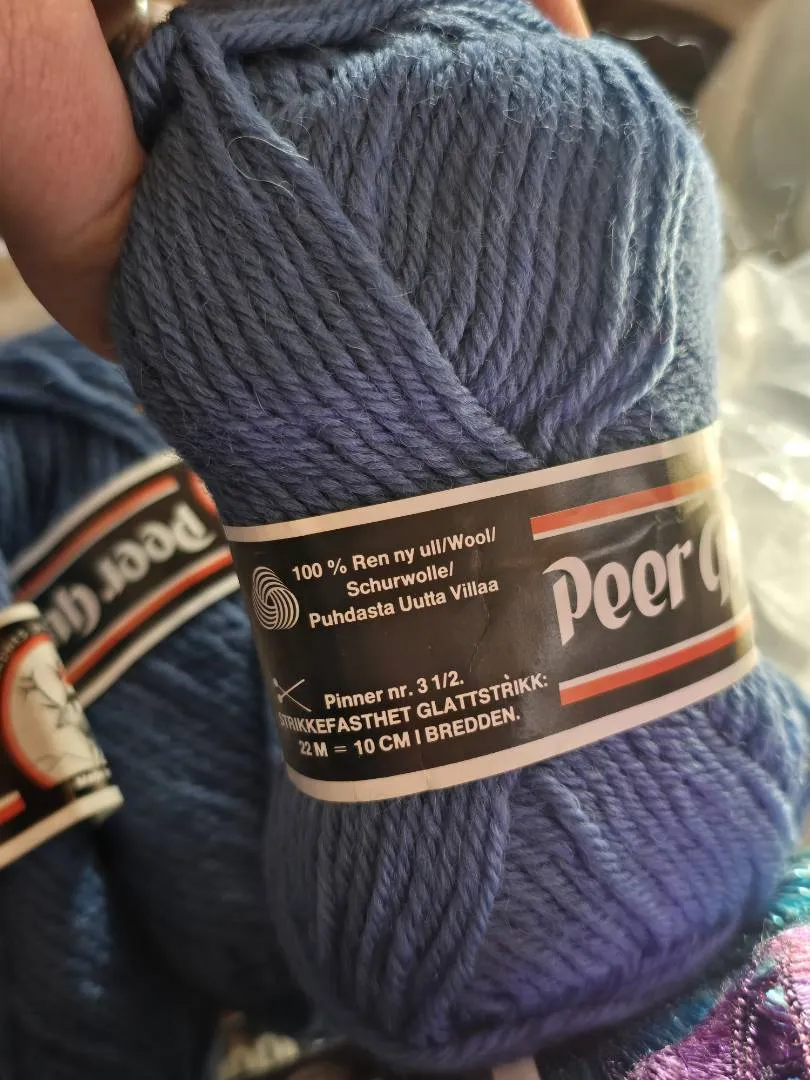 100 % Ren ny ull/Wool/
Schurwolle/
Puhdasta Uutta Villaa
Pinner nr. 3 1/2.
STRIKKEFASTHET GLATTSTRIKK:
22 M = 10 CM I BREDDEN.
Peer
Peer